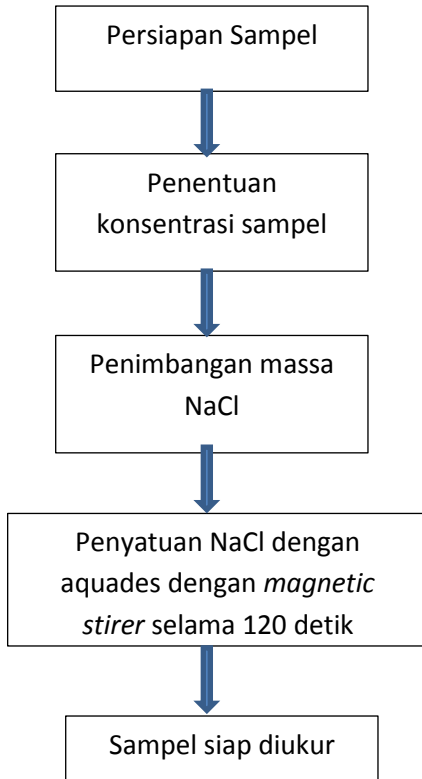 Persiapan Sampel
Penentuan
konsentrasi sampel
Penimbangan massa
NaCl
Penyatuan NaCl dengan
aquades dengan magnetic
stirer selama 120 detik
Sampel siap diukur